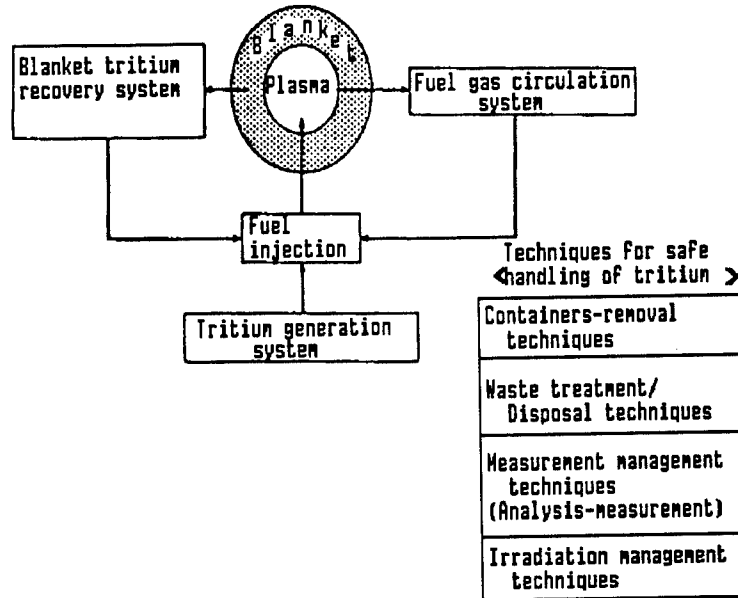 Blanket
Plasma
Blanket tritium
recovery system
Fuel gas circulation
system
Fuel
injection
Tritium generation
system
Techniques for safe
<handling of tritium >
Containers-removal
techniques
Waste treatment/
Disposal techniques
Measurement management
techniques
(Analysis-measurement)
Irradiation management
techniques